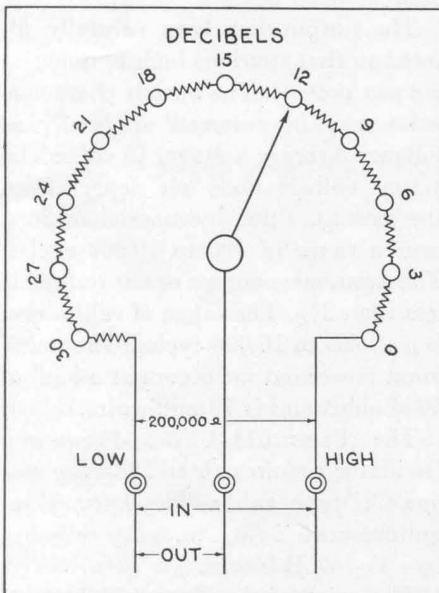 DECIBELS
15
18 12
21 9
24 6
27 3
30 0
200,000 Ω
LOW HIGH
IN
OUT